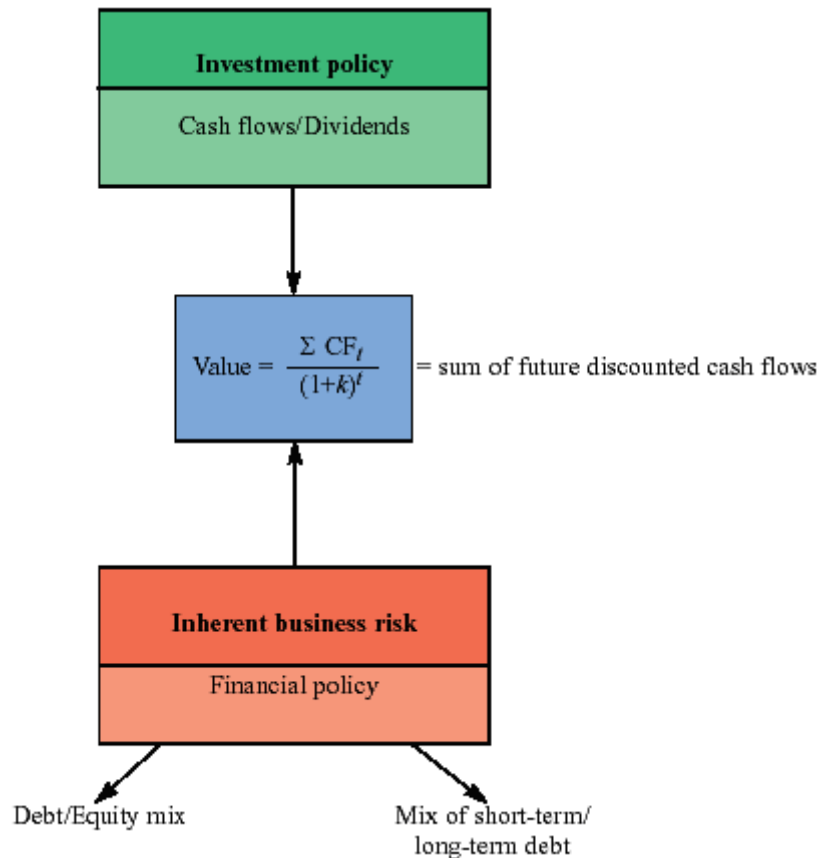 Investment policy
Cash flows/Dividends
Value = Σ CFt / (1+k)^t = sum of future discounted cash flows
Inherent business risk
Financial policy
Debt/Equity mix
Mix of short-term/
long-term debt